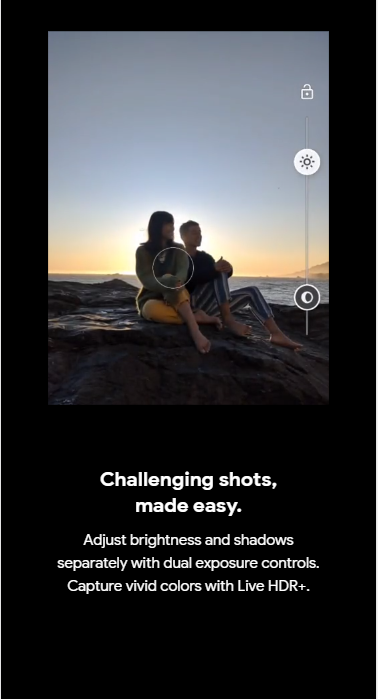 Challenging shots,
made easy.
Adjust brightness and shadows
separately with dual exposure controls.
Capture vivid colors with Live HDR+.